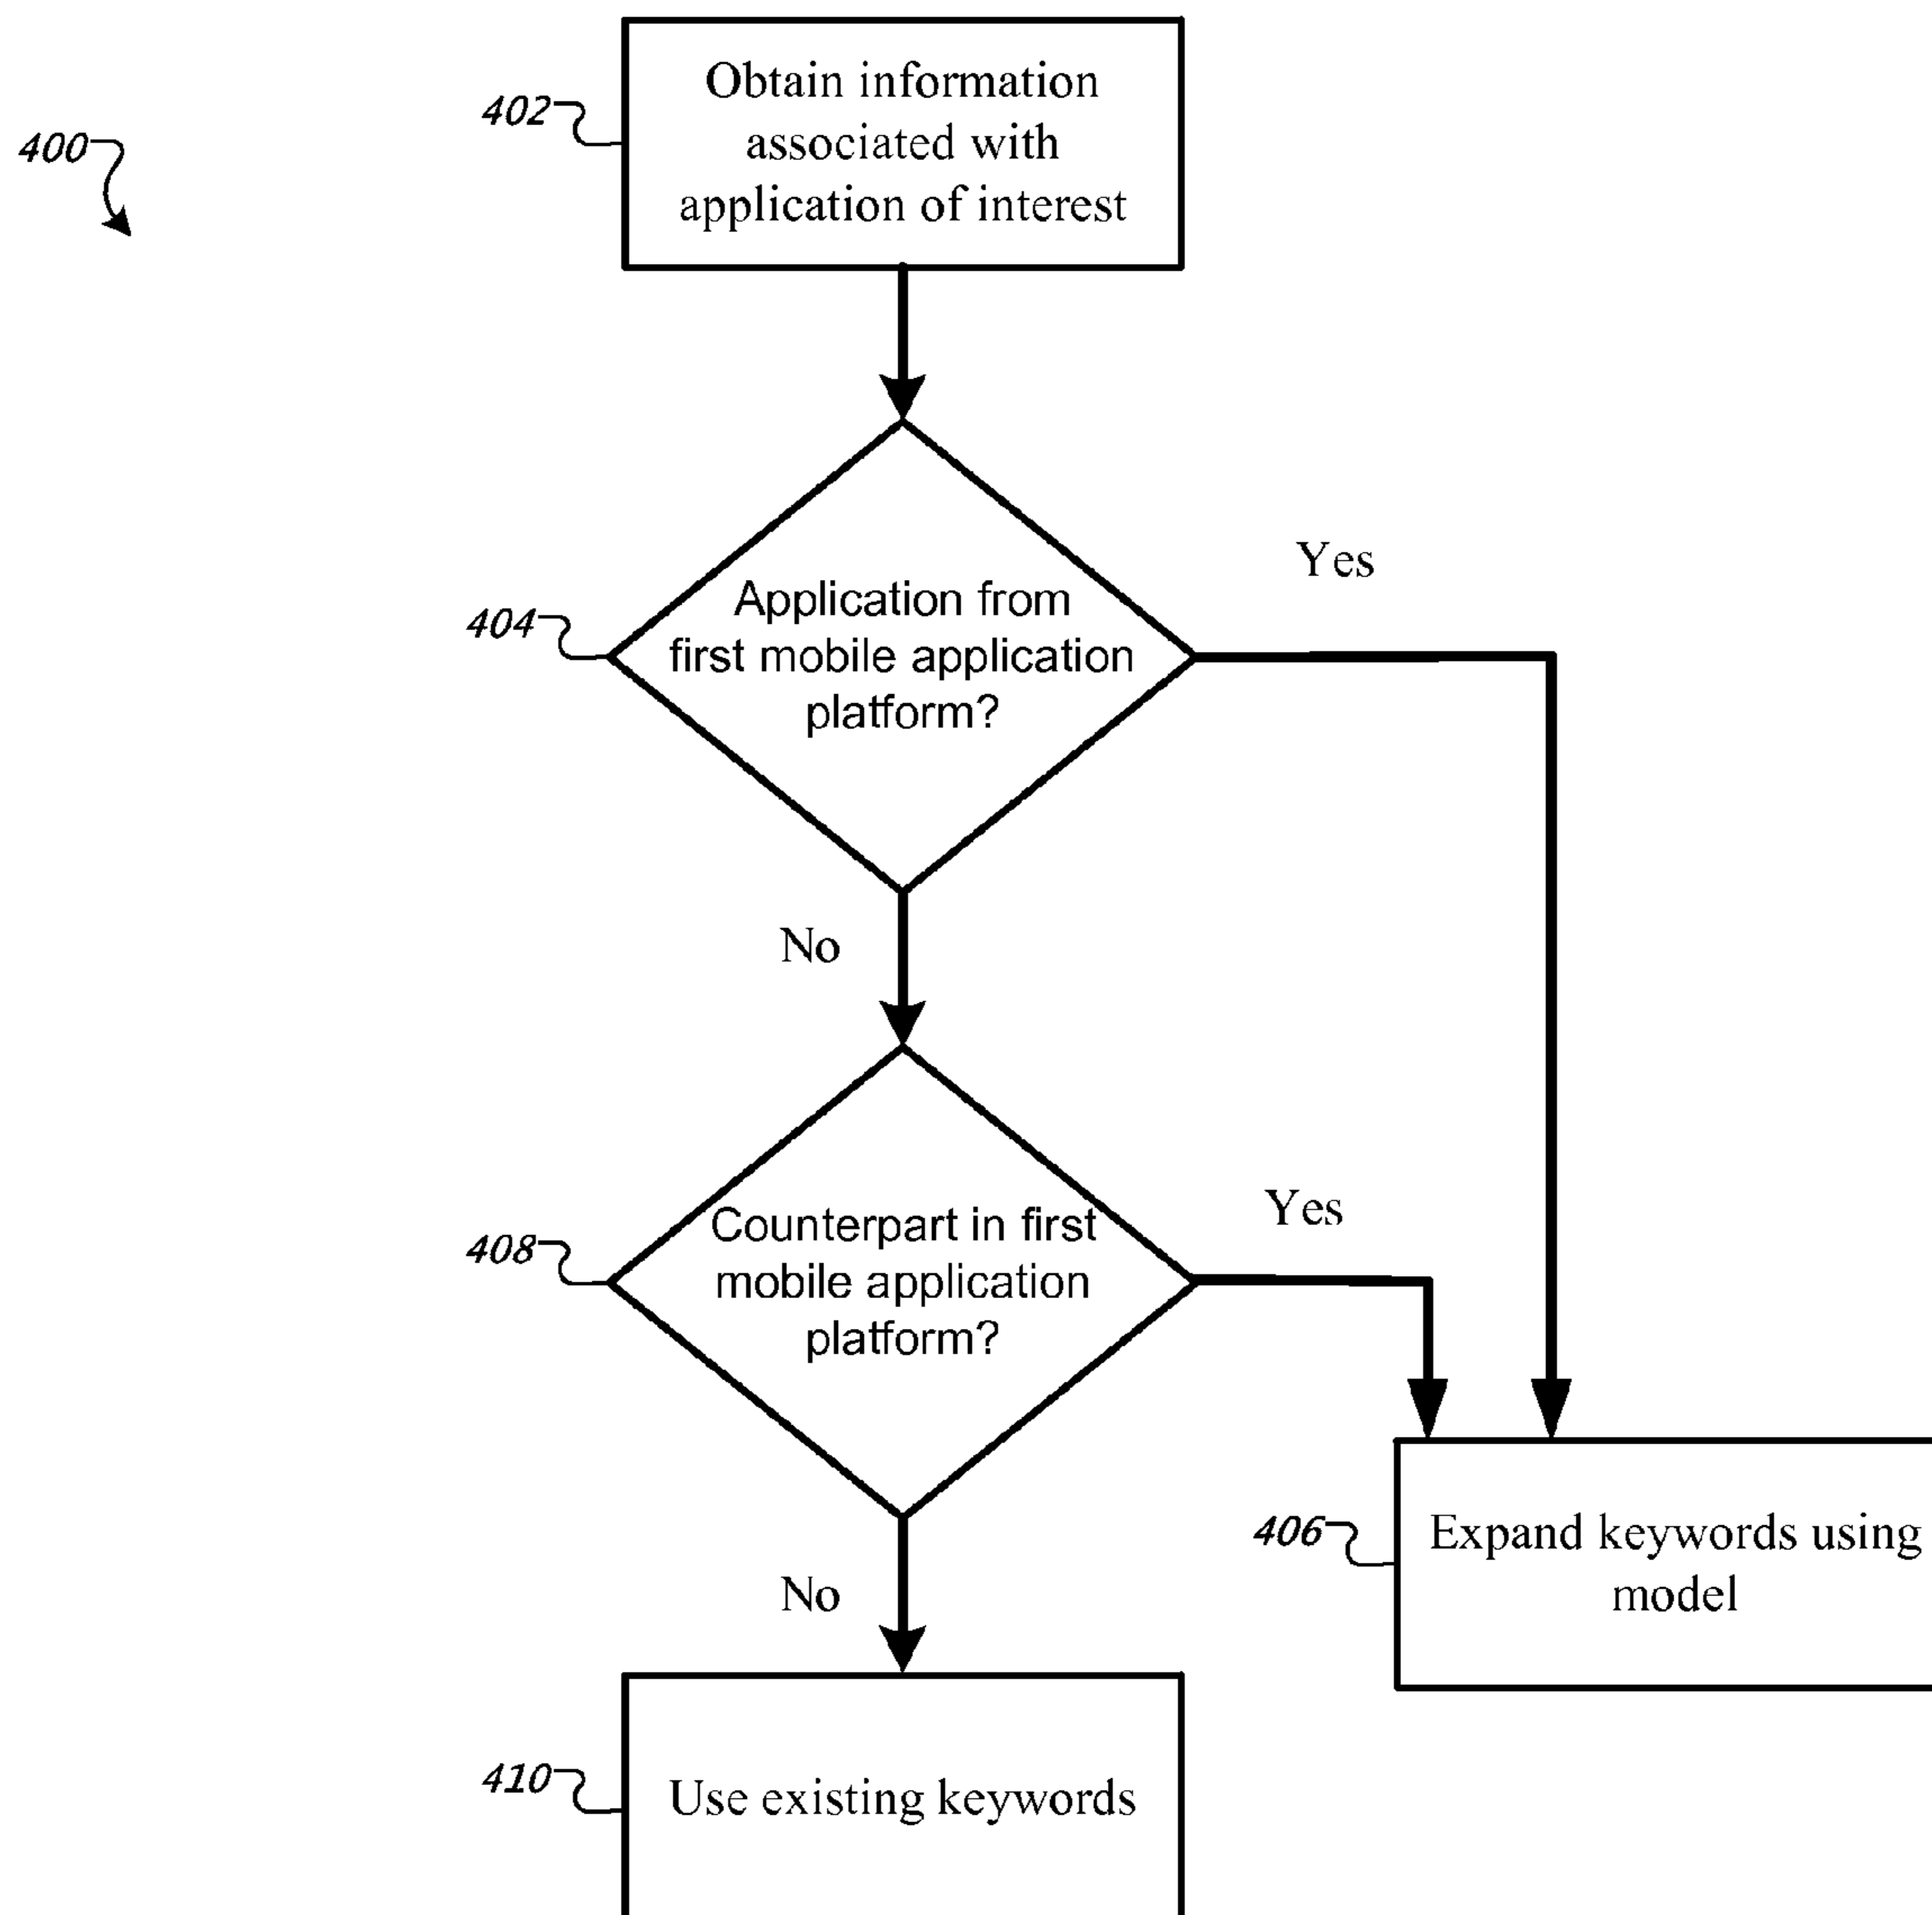 402
Obtain information
associated with
application of interest
400
Yes
404
Application from
first mobile application
platform?
No
408
Counterpart in first
mobile application
platform?
Yes
406
Expand keywords using
model
No
410
Use existing keywords